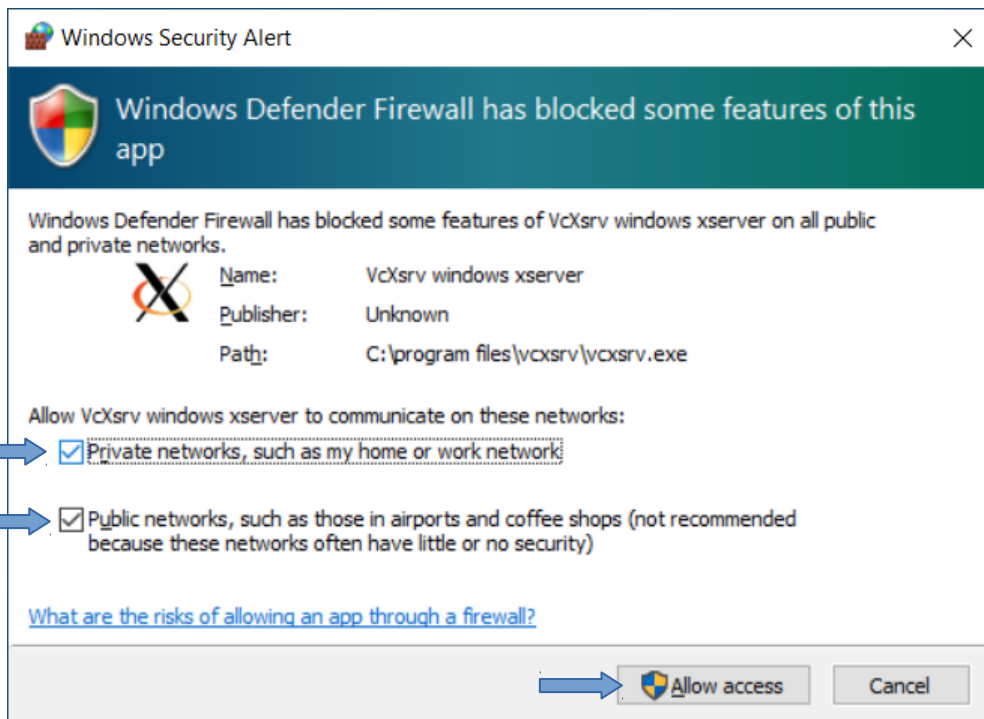 Windows Security Alert
Windows Defender Firewall has blocked some features of this
app
Windows Defender Firewall has blocked some features of VcXsrv windows xserver on all public
and private networks.
Name: VcXsrv windows xserver
Publisher: Unknown
Path: C:\program files\vcxsrv\vcxsrv.exe
Allow VcXsrv windows xserver to communicate on these networks:
Private networks, such as my home or work network
Public networks, such as those in airports and coffee shops (not recommended
because these networks often have little or no security)
What are the risks of allowing an app through a firewall?
Allow access Cancel